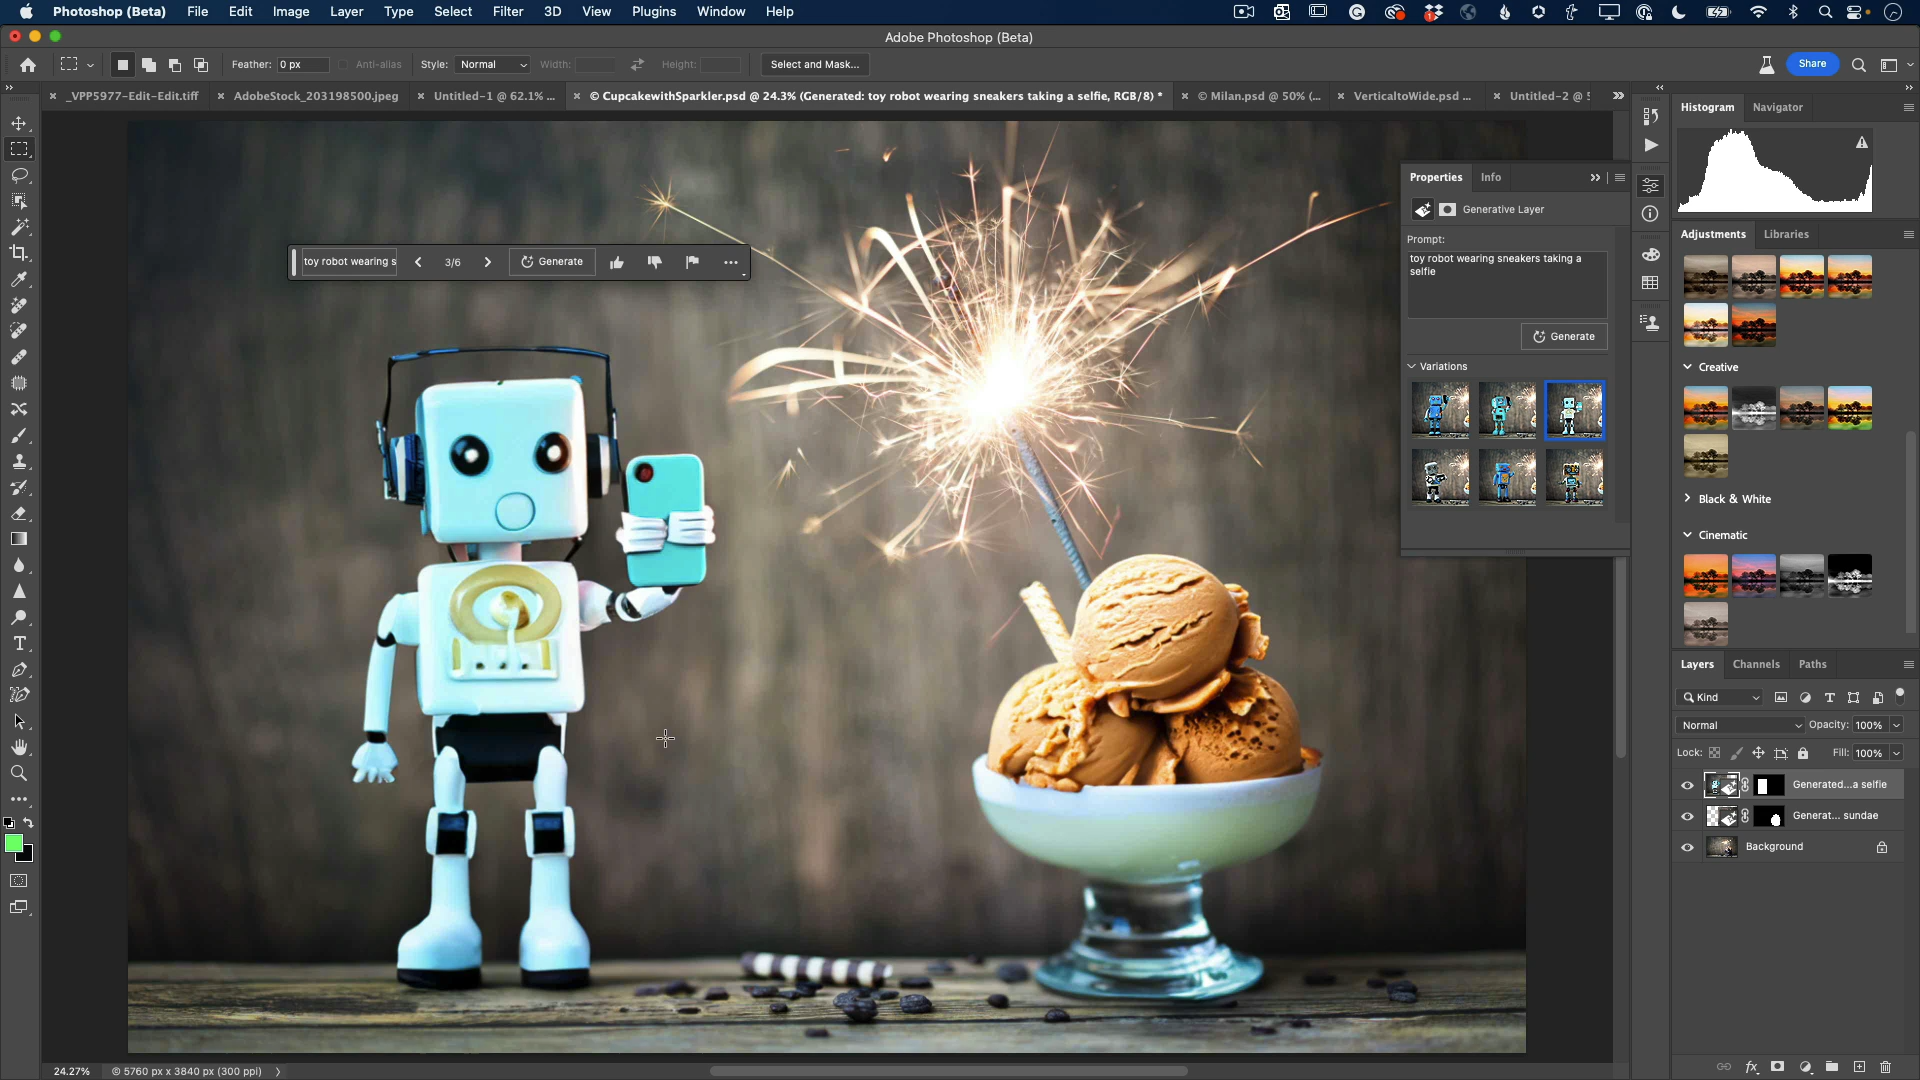 Photoshop (Beta) File Edit Image Layer Type Select Filter 3D View Plugins Window Help
Adobe Photoshop (Beta)
Feather: 0 px Anti-alias Style: Normal Width: Height: Select and Mask... Share
_VPP5977-Edit-Edit.tiff AdobeStock_203198500.jpeg Untitled-1 @ 62.1% ... © CupcakewithSparkler.psd @ 24.3% (Generated: toy robot wearing sneakers taking a selfie, RGB/8) * © Milan.psd @ 50% (... VerticaltoWide.psd ... Untitled-2 @ 5
Histogram Navigator
Properties Info
Generative Layer
Prompt:
toy robot wearing sneakers taking a
selfie
Generate
Variations
toy robot wearing s 3/6 Generate
Adjustments Libraries
Creative
Black & White
Cinematic
Layers Channels Paths
Kind
Normal Opacity: 100%
Lock: Fill: 100%
Generated...a selfie
Generat... sundae
Background
24.27% © 5760 px x 3840 px (300 ppi)